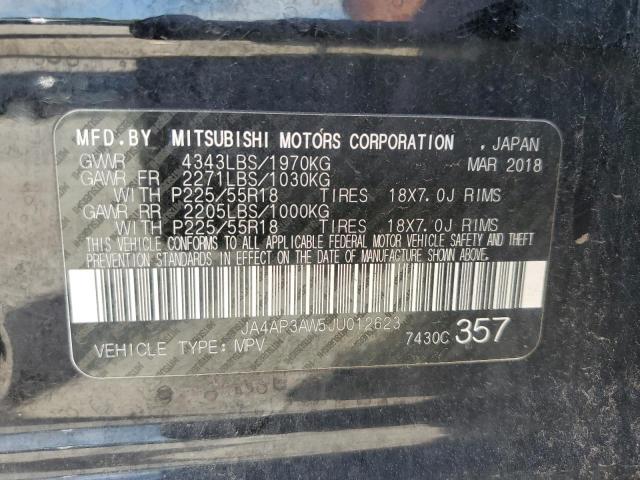 MFD.BY MITSUBISHI MOTORS CORPORATION , JAPAN
GVWR 4343LBS/1970KG MAR 2018
GAWR FR 2271LBS/1030KG
WITH P225/55R18 TIRES 18X7.0J RIMS
GAWR RR 2205LBS/1000KG
WITH P225/55R18 TIRES 18X7.0J RIMS
THIS VEHICLE CONFORMS TO ALL APPLICABLE FEDERAL MOTOR VEHICLE SAFETY AND THEFT
PREVENTION STANDARDS IN EFFECT ON THE DATE OF MANUFACTURE SHOWN ABOVE.
JA4AP3AW5JU012623
VEHICLE TYPE: MPV 7430C 357